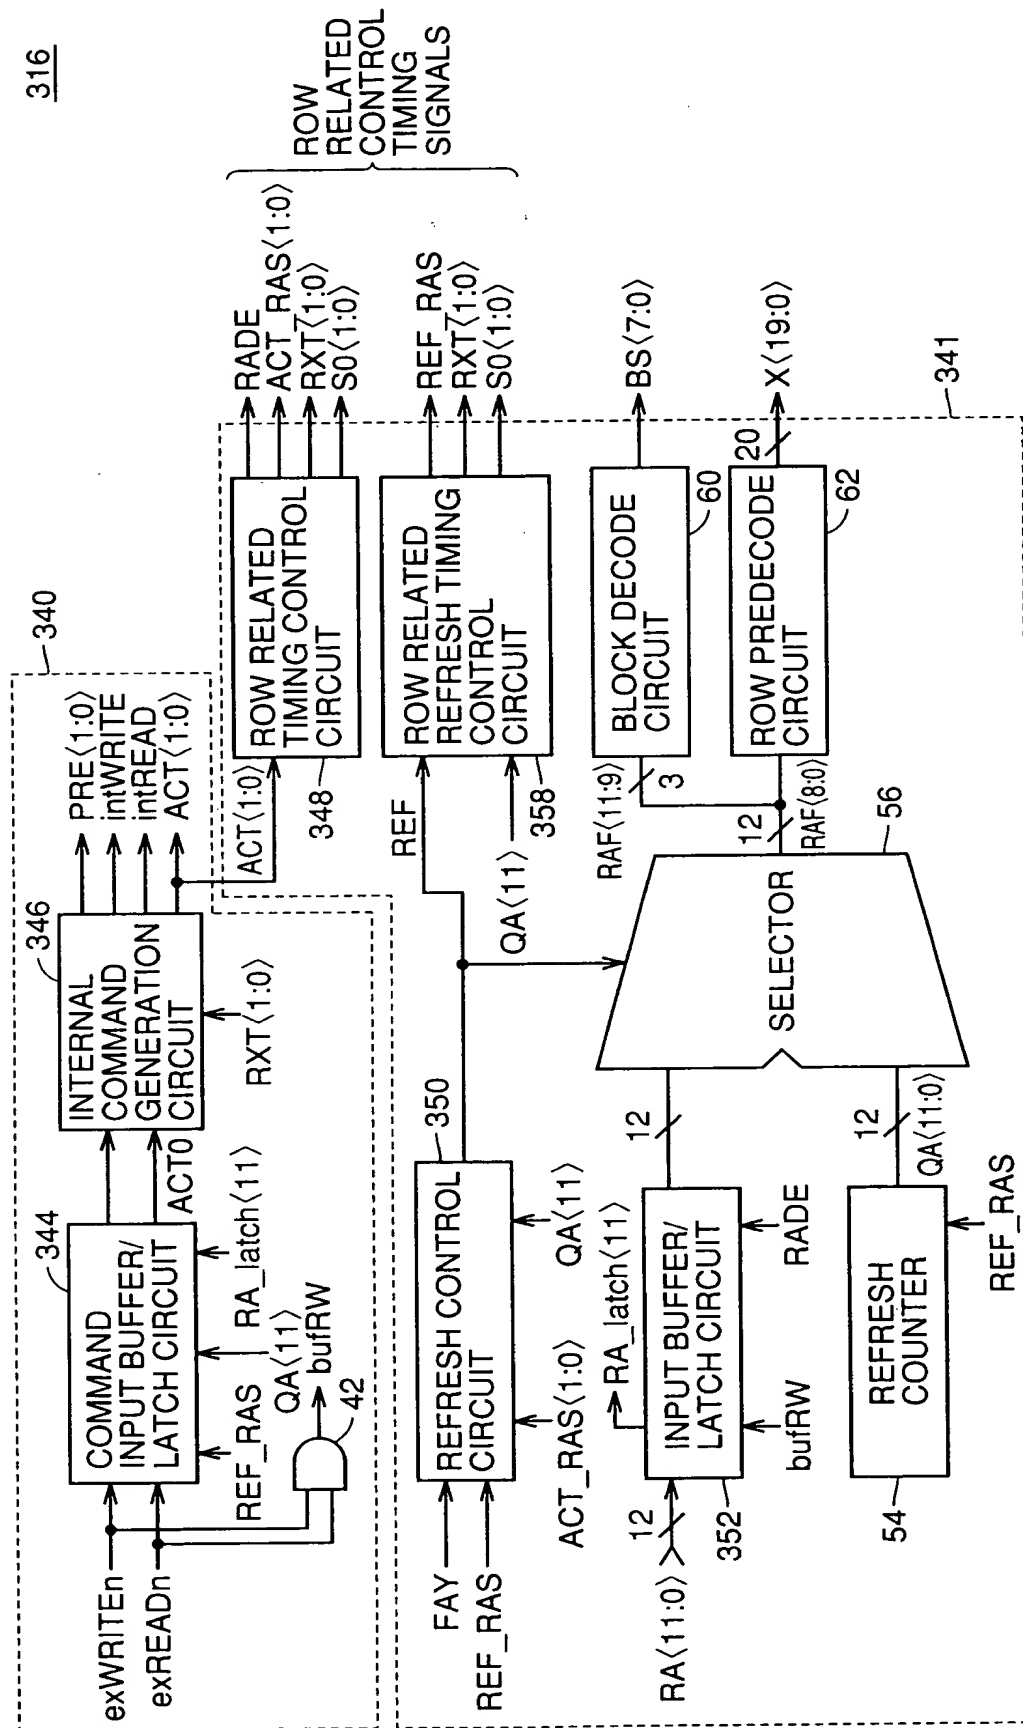 316
340
exWRITEn
exREADn
344
COMMAND
INPUT BUFFER/
LATCH CIRCUIT
REF_RAS
QA⟨11⟩
RA_latch⟨11⟩
bufRW
42
ACT0
346
INTERNAL
COMMAND
GENERATION
CIRCUIT
RXT⟨1:0⟩
PRE⟨1:0⟩
intWRITE
intREAD
ACT⟨1:0⟩
ACT⟨1:0⟩
348
ROW RELATED
TIMING CONTROL
CIRCUIT
RADE
ACT_RAS⟨1:0⟩
RXT⟨1:0⟩
S0⟨1:0⟩
ROW
RELATED
CONTROL
TIMING
SIGNALS
FAY
REF_RAS
350
REFRESH CONTROL
CIRCUIT
ACT_RAS⟨1:0⟩
QA⟨11⟩
REF
QA⟨11⟩
358
ROW RELATED
REFRESH TIMING
CONTROL
CIRCUIT
REF_RAS
RXT⟨1:0⟩
S0⟨1:0⟩
RA⟨11:0⟩
12
352
RA_latch⟨11⟩
INPUT BUFFER/
LATCH CIRCUIT
bufRW
RADE
12
54
REFRESH
COUNTER
REF_RAS
12
QA⟨11:0⟩
SELECTOR
56
12
RAF⟨11:9⟩
3
RAF⟨8:0⟩
BLOCK DECODE
CIRCUIT
60
BS⟨7:0⟩
ROW PREDECODE
CIRCUIT
62
20
X⟨19:0⟩
341